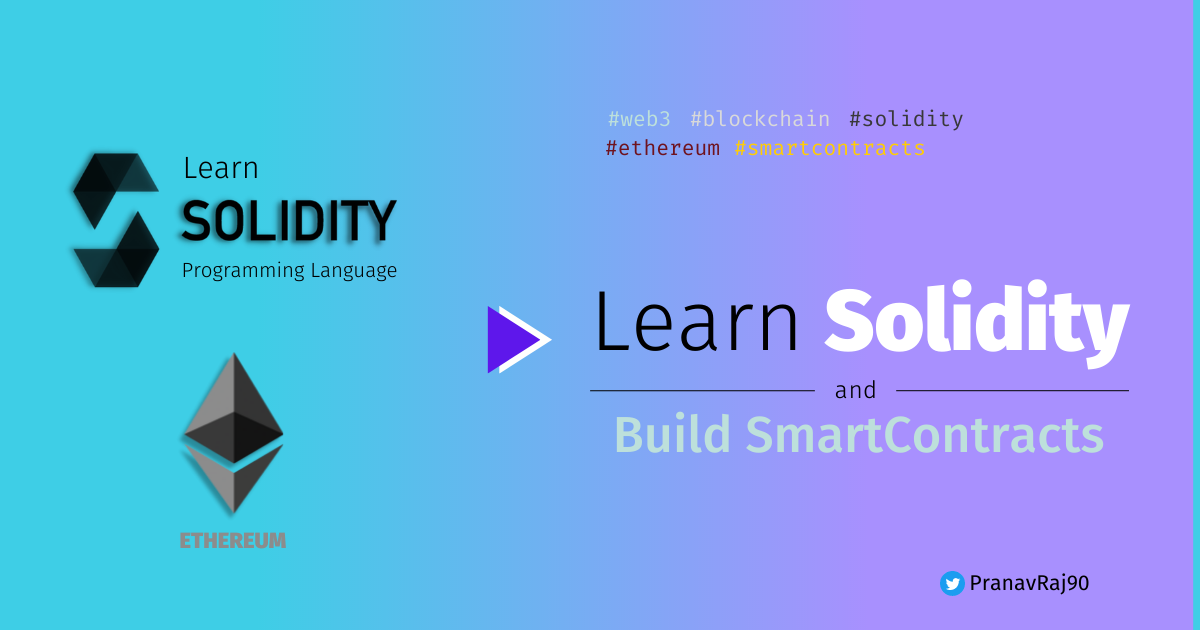 Learn
SOLIDITY
Programming Language
ETHEREUM
#web3 #blockchain #solidity
#ethereum #smartcontracts
Learn Solidity
and
Build SmartContracts
PranavRaj90